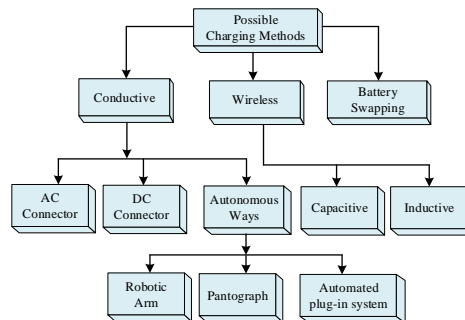 Possible
Charging Methods
Conductive
Wireless
Battery
Swapping
AC
Connector
DC
Connector
Autonomous
Ways
Capacitive
Inductive
Robotic
Arm
Pantograph
Automated
plug-in system